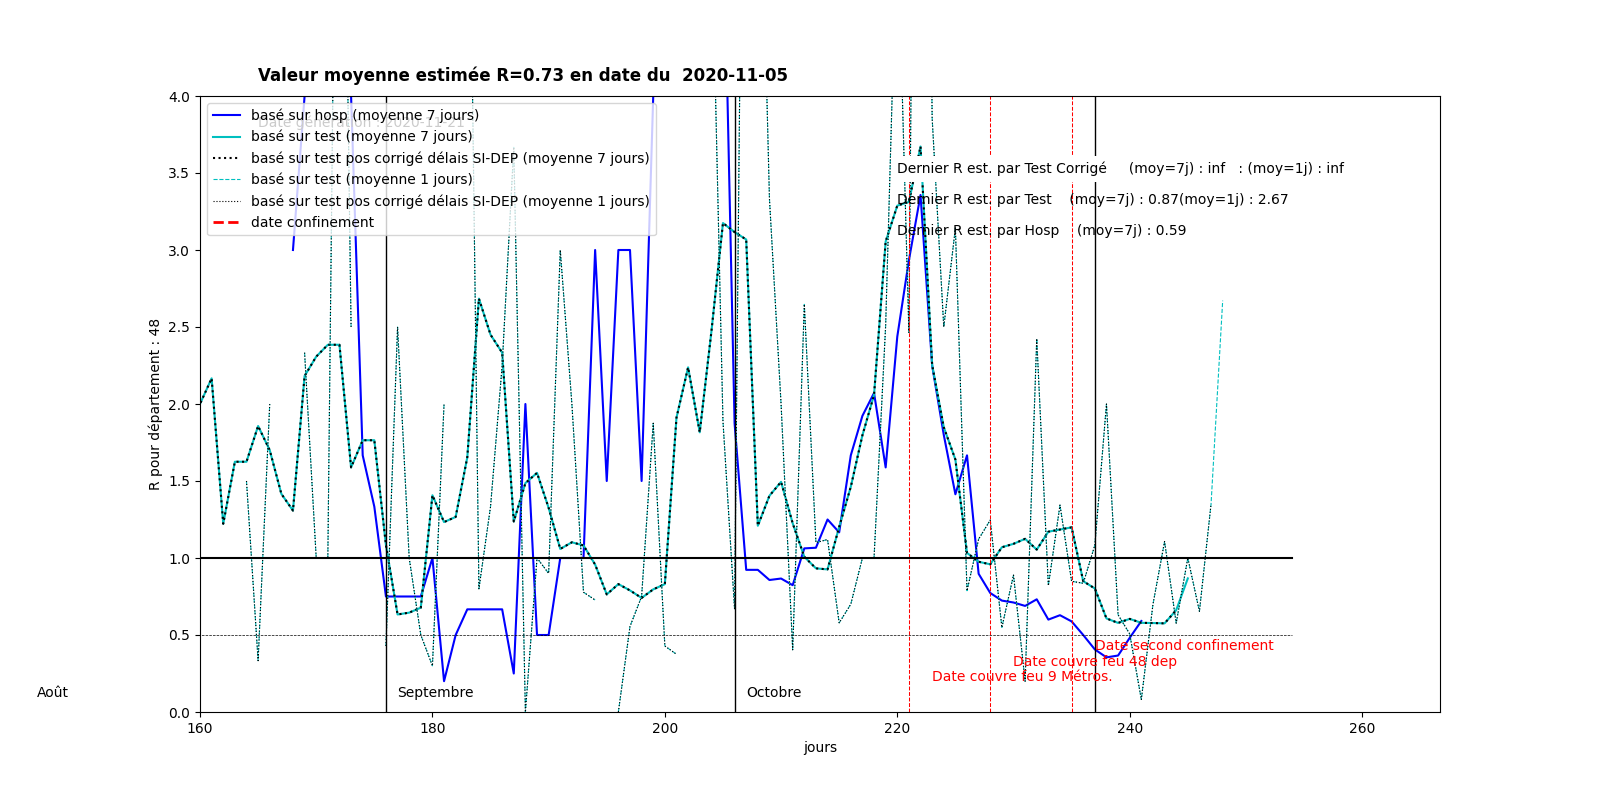 Valeur moyenne estimée R=0.73 en date du  2020-11-05
Date génération : 2020-11-21
basé sur hosp (moyenne 7 jours)
basé sur test (moyenne 7 jours)
basé sur test pos corrigé délais SI-DEP (moyenne 7 jours)
basé sur test (moyenne 1 jours)
basé sur test pos corrigé délais SI-DEP (moyenne 1 jours)
date confinement
Dernier R est. par Test Corrigé     (moy=7j) : inf   : (moy=1j) : inf
Dernier R est. par Test    (moy=7j) : 0.87(moy=1j) : 2.67
Dernier R est. par Hosp    (moy=7j) : 0.59
R pour département : 48
4.0
3.5
3.0
2.5
2.0
1.5
1.0
0.5
0.0
Date second confinement
Date couvre feu 48 dep
Date couvre feu 9 Métros.
Août
Septembre
Octobre
160
180
200
220
240
260
jours